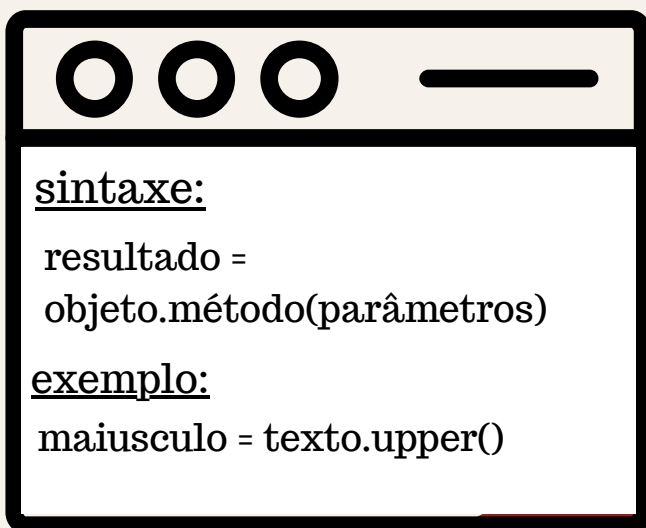 sintaxe:
resultado =
objeto.método(parâmetros)
exemplo:
maiusculo = texto.upper()